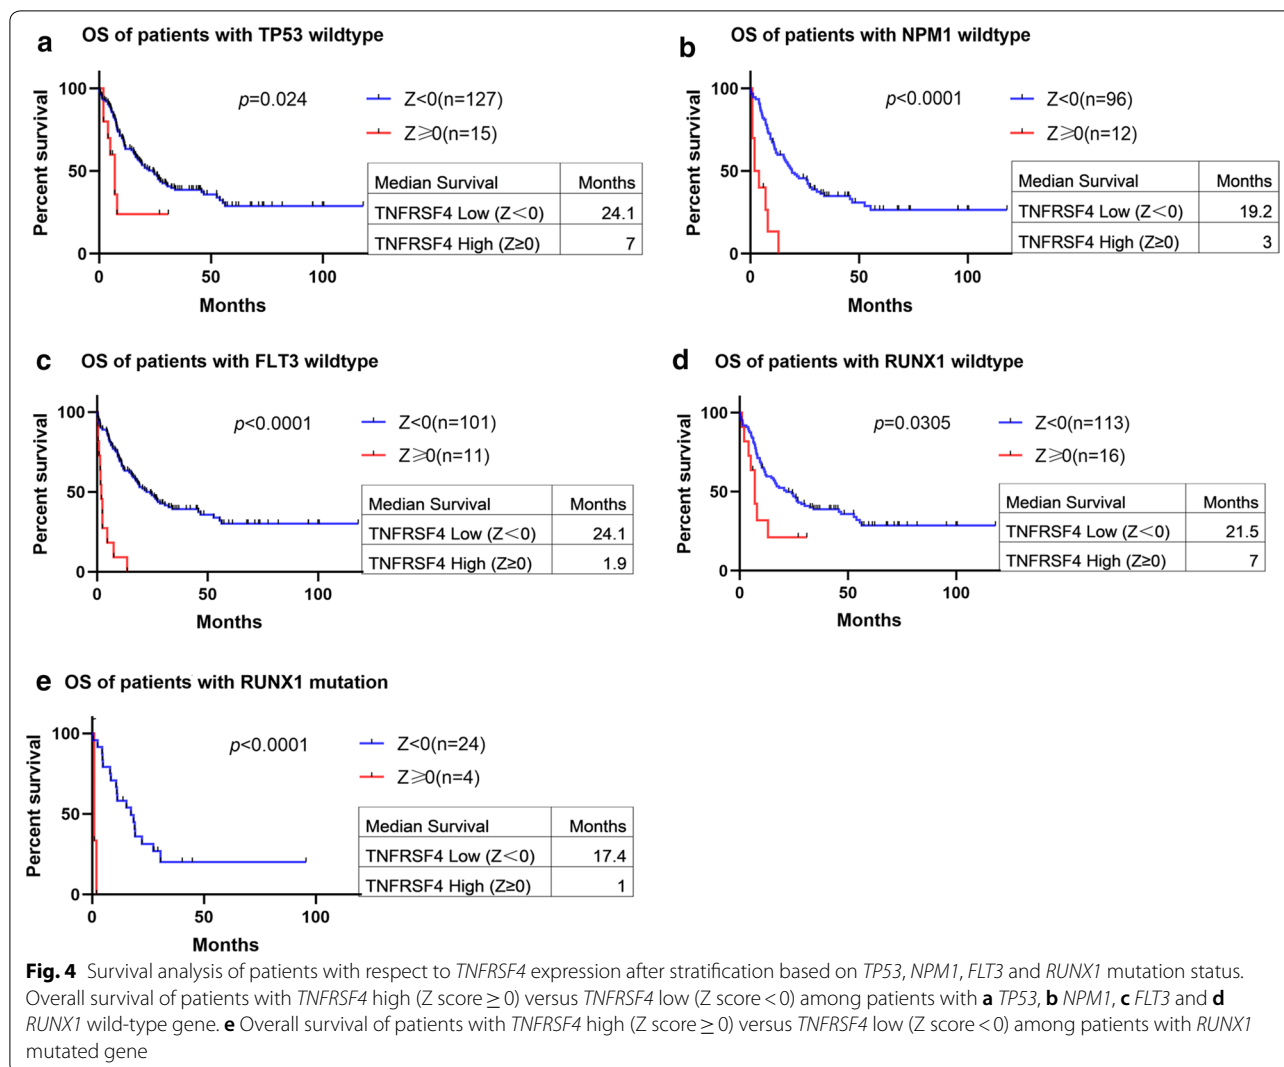 a OS of patients with TP53 wildtype
Percent survival
100
50
0
0 50 100
Months
p=0.024
Z<0(n=127)
Z⩾0(n=15)
Median Survival Months
TNFRSF4 Low (Z<0) 24.1
TNFRSF4 High (Z≥0) 7
b OS of patients with NPM1 wildtype
Percent survival
100
50
0
0 50 100
Months
p<0.0001
Z<0(n=96)
Z⩾0(n=12)
Median Survival Months
TNFRSF4 Low (Z<0) 19.2
TNFRSF4 High (Z≥0) 3
c OS of patients with FLT3 wildtype
Percent survival
100
50
0
0 50 100
Months
p<0.0001
Z<0(n=101)
Z⩾0(n=11)
Median Survival Months
TNFRSF4 Low (Z<0) 24.1
TNFRSF4 High (Z≥0) 1.9
d OS of patients with RUNX1 wildtype
Percent survival
100
50
0
0 50 100
Months
p=0.0305
Z<0(n=113)
Z⩾0(n=16)
Median Survival Months
TNFRSF4 Low (Z<0) 21.5
TNFRSF4 High (Z≥0) 7
e OS of patients with RUNX1 mutation
Percent survival
100
50
0
0 50 100
Months
p<0.0001
Z<0(n=24)
Z⩾0(n=4)
Median Survival Months
TNFRSF4 Low (Z<0) 17.4
TNFRSF4 High (Z≥0) 1
Fig. 4 Survival analysis of patients with respect to TNFRSF4 expression after stratification based on TP53, NPM1, FLT3 and RUNX1 mutation status.
Overall survival of patients with TNFRSF4 high (Z score ≥ 0) versus TNFRSF4 low (Z score < 0) among patients with a TP53, b NPM1, c FLT3 and d
RUNX1 wild-type gene. e Overall survival of patients with TNFRSF4 high (Z score ≥ 0) versus TNFRSF4 low (Z score < 0) among patients with RUNX1
mutated gene